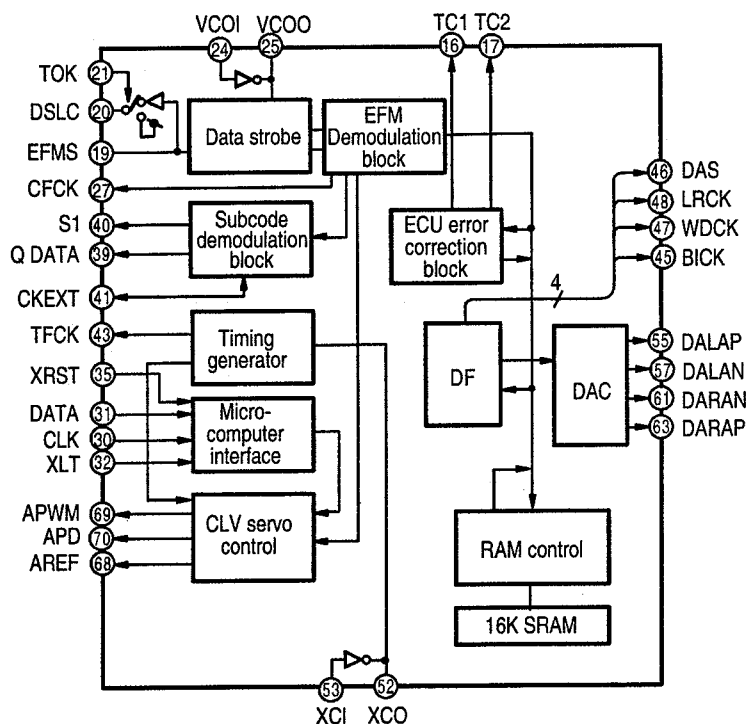 VCOI VCOO TC1 TC2
24 25 16 17
TOK 21
DSLC 20
EFMS 19
CFCK 27
S1 40
Q DATA 39
CKEXT 41
TFCK 43
XRST 35
DATA 31
CLK 30
XLT 32
APWM 69
APD 70
AREF 68
Data strobe
EFM
Demodulation
block
Subcode
demodulation
block
Timing
generator
Micro-
computer
interface
CLV servo
control
ECU error
correction
block
4
DF
DAC
RAM control
16K SRAM
46 DAS
48 LRCK
47 WDCK
45 BICK
55 DALAP
57 DALAN
61 DARAN
63 DARAP
53 52
XCI XCO